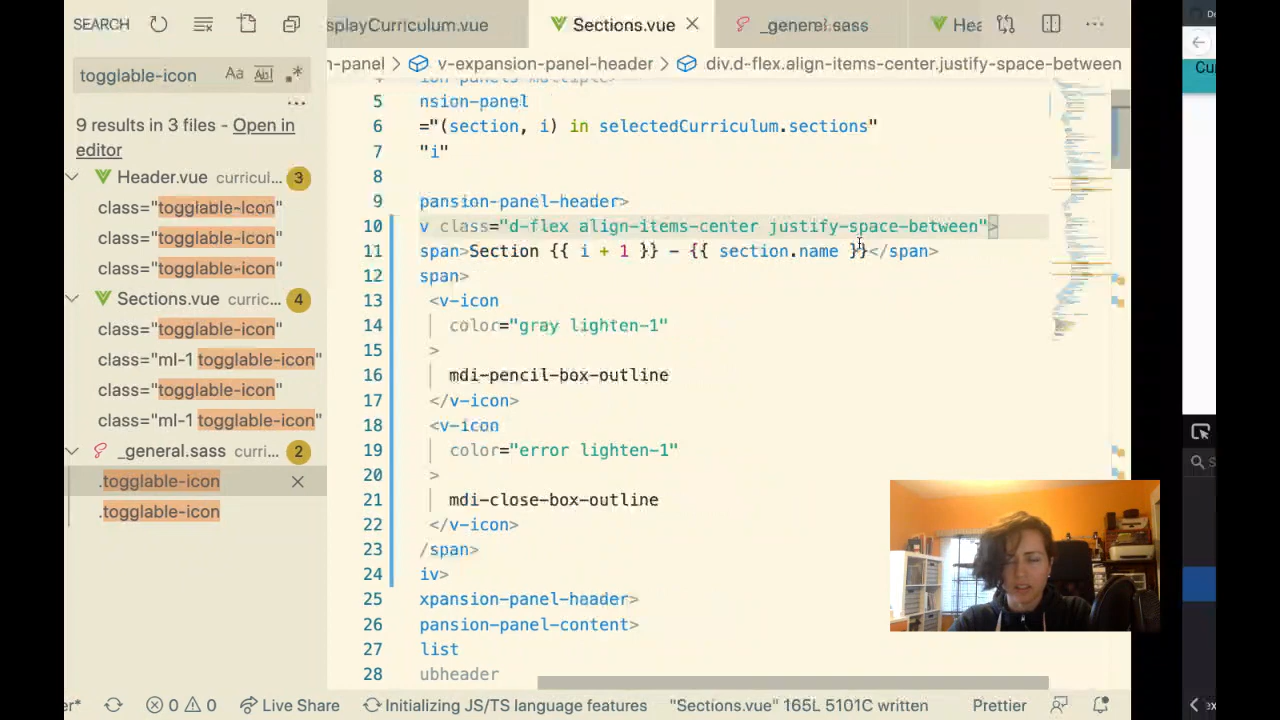 SEARCH
togglable-icon
Aa
Ab
9 results in 3 files - Open in
editor
Header.vue curricul... 3
class="togglable-icon"
class="togglable-icon"
class="togglable-icon"
Sections.vue curric... 4
class="togglable-icon"
class="ml-1 togglable-icon"
class="togglable-icon"
class="ml-1 togglable-icon"
_general.sass curri... 2
.togglable-icon
.togglable-icon
splayCurriculum.vue
Sections.vue
_general.sass
Hea
n-panel > v-expansion-panel-header > div.d-flex.align-items-center.justify-space-between
ion-panels multiple>
5 nsion-panel
6 ="(section, i) in selectedCurriculum.sections"
7 "i"
8
9 pansion-panel-header>
10 v class="d-flex align-items-center justify-space-between">
11 span>Section {{ i + 1 }} - {{ section.name }}</span>
12 span>
13 <v-icon
14 color="gray lighten-1"
15 >
16 mdi-pencil-box-outline
17 </v-icon>
18 <v-icon
19 color="error lighten-1"
20 >
21 mdi-close-box-outline
22 </v-icon>
23 /span>
24 iv>
25 xpansion-panel-header>
26 pansion-panel-content>
27 list
28 ubheader
er* 0 0 Live Share Initializing JS/TS language features "Sections.vue" 165L 5101C written Prettier
De
Cur